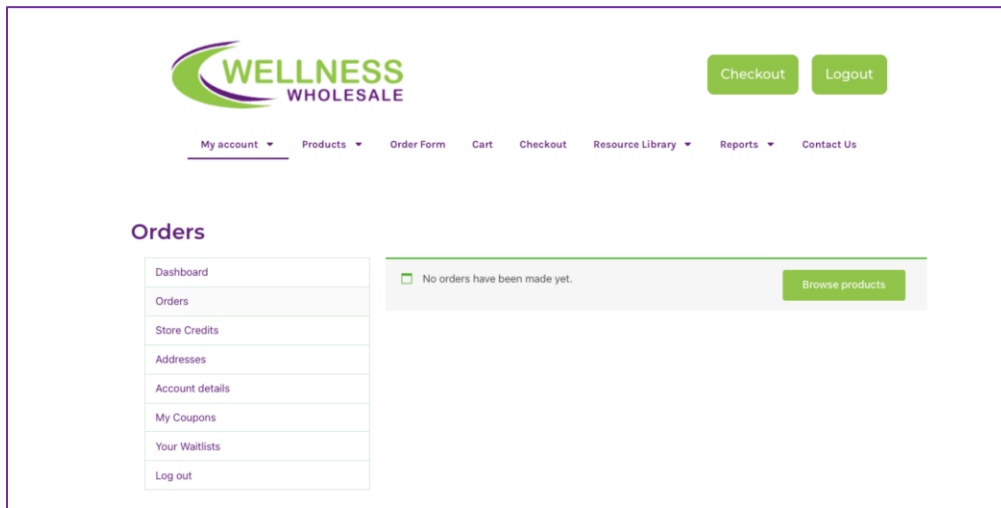 WELLNESS
WHOLESALE
Checkout Logout
My account Products Order Form Cart Checkout Resource Library Reports Contact Us
Orders
Dashboard
Orders
Store Credits
Addresses
Account details
My Coupons
Your Waitlists
Log out
No orders have been made yet.
Browse products